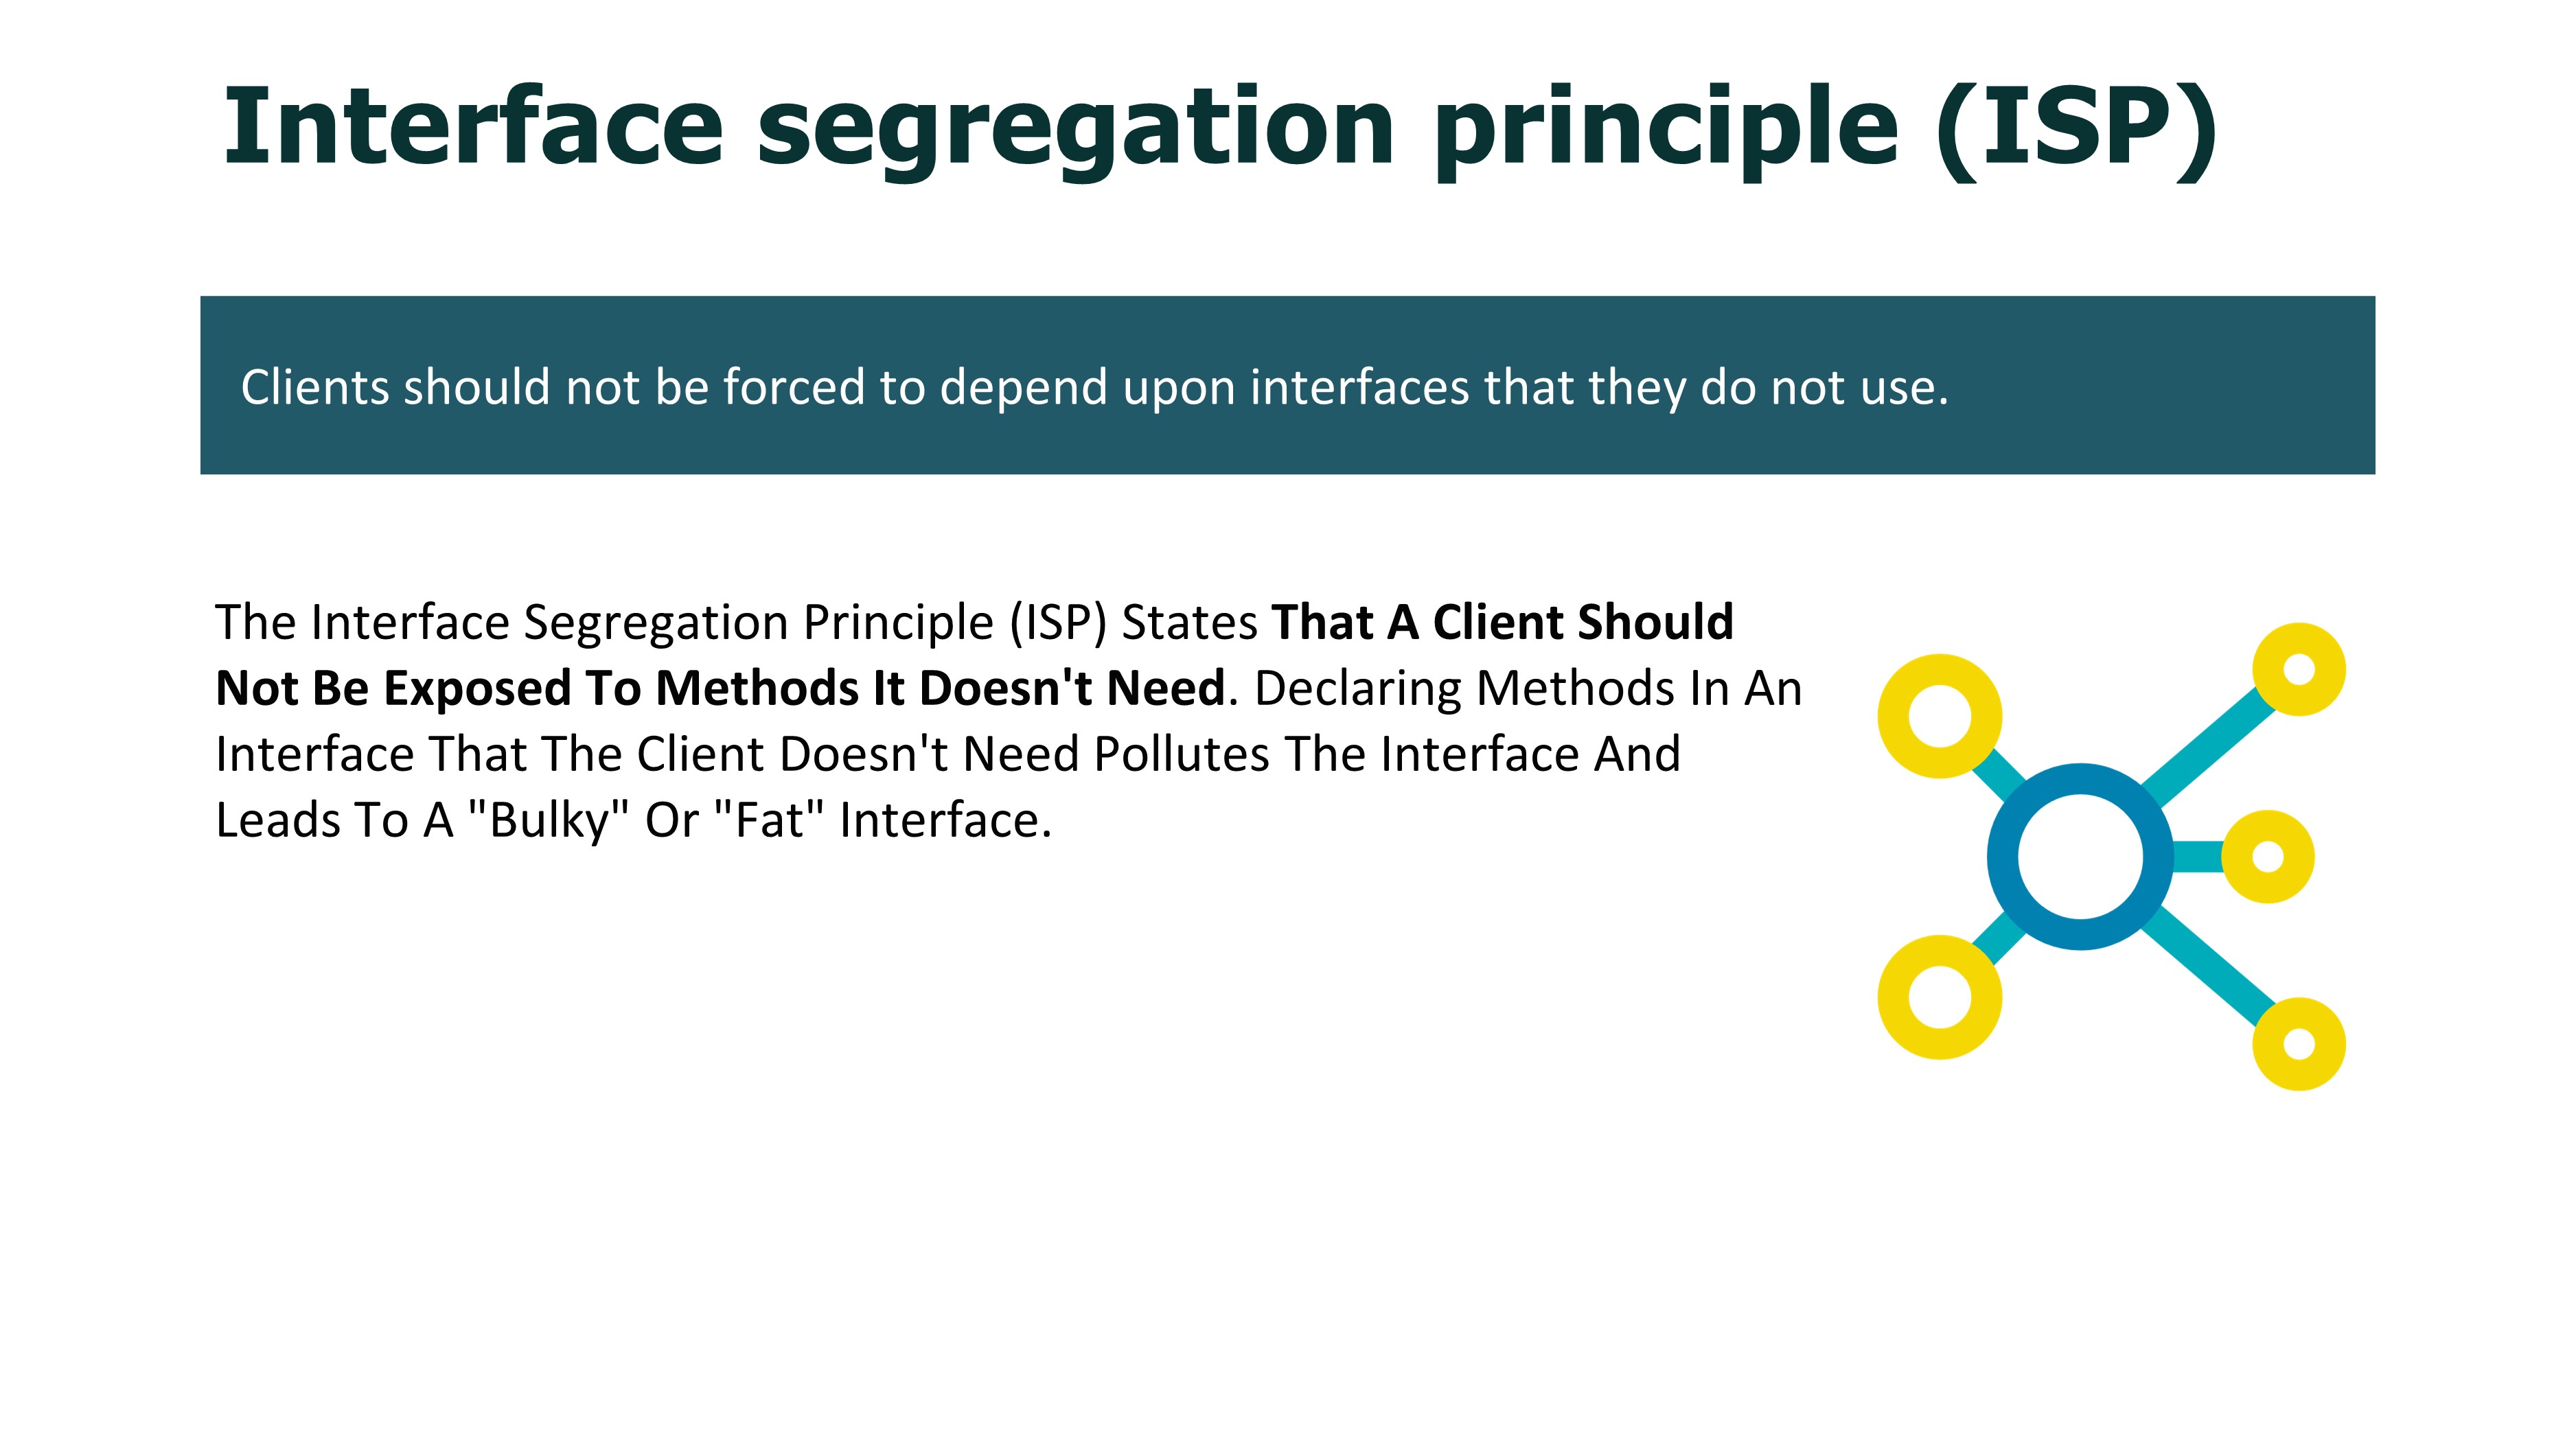 Interface segregation principle (ISP)
Clients should not be forced to depend upon interfaces that they do not use.
The Interface Segregation Principle (ISP) States That A Client Should
Not Be Exposed To Methods It Doesn't Need. Declaring Methods In An
Interface That The Client Doesn't Need Pollutes The Interface And
Leads To A "Bulky" Or "Fat" Interface.